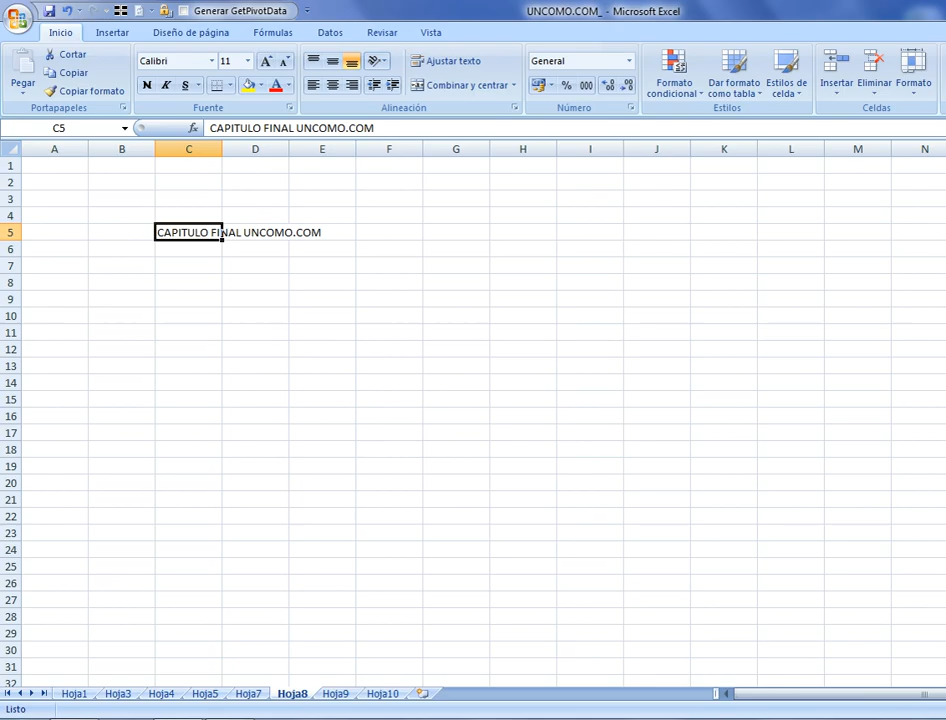 Generar GetPivotData
UNCOMO.COM_ - Microsoft Excel
Inicio Insertar Diseño de página Fórmulas Datos Revisar Vista
Pegar
Cortar
Copiar
Copiar formato
Portapapeles
Calibri 11
N K S
Fuente
Ajustar texto
Combinar y centrar
Alineación
General
% 000
Número
Formato condicional
Dar formato como tabla
Estilos de celda
Estilos
Insertar Eliminar Formato
Celdas
C5 fx CAPITULO FINAL UNCOMO.COM
A B C D E F G H I J K L M N
1
2
3
4
5 CAPITULO FINAL UNCOMO.COM
6
7
8
9
10
11
12
13
14
15
16
17
18
19
20
21
22
23
24
25
26
27
28
29
30
31
32
Hoja1 Hoja3 Hoja4 Hoja5 Hoja7 Hoja8 Hoja9 Hoja10
Listo